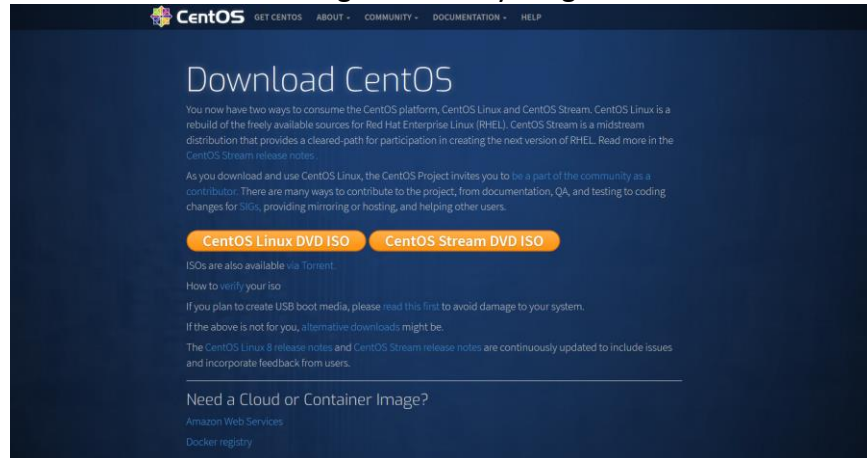 CentOS GET CENTOS ABOUT COMMUNITY DOCUMENTATION HELP
Download CentOS
You now have two ways to consume the CentOS platform, CentOS Linux and CentOS Stream. CentOS Linux is a
rebuild of the freely available sources for Red Hat Enterprise Linux (RHEL). CentOS Stream is a midstream
distribution that provides a cleared-path for participation in creating the next version of RHEL. Read more in the
CentOS Stream release notes.
As you download and use CentOS Linux, the CentOS Project invites you to be a part of the community as a
contributor. There are many ways to contribute to the project, from documentation, QA, and testing to coding
changes for SIGs, providing mirroring or hosting, and helping other users.
CentOS Linux DVD ISO CentOS Stream DVD ISO
ISOs are also available via Torrent.
How to verify your iso
If you plan to create USB boot media, please read this first to avoid damage to your system.
If the above is not for you, alternative downloads might be.
The CentOS Linux 8 release notes and CentOS Stream release notes are continuously updated to include issues
and incorporate feedback from users.
Need a Cloud or Container Image?
Amazon Web Services
Docker registry